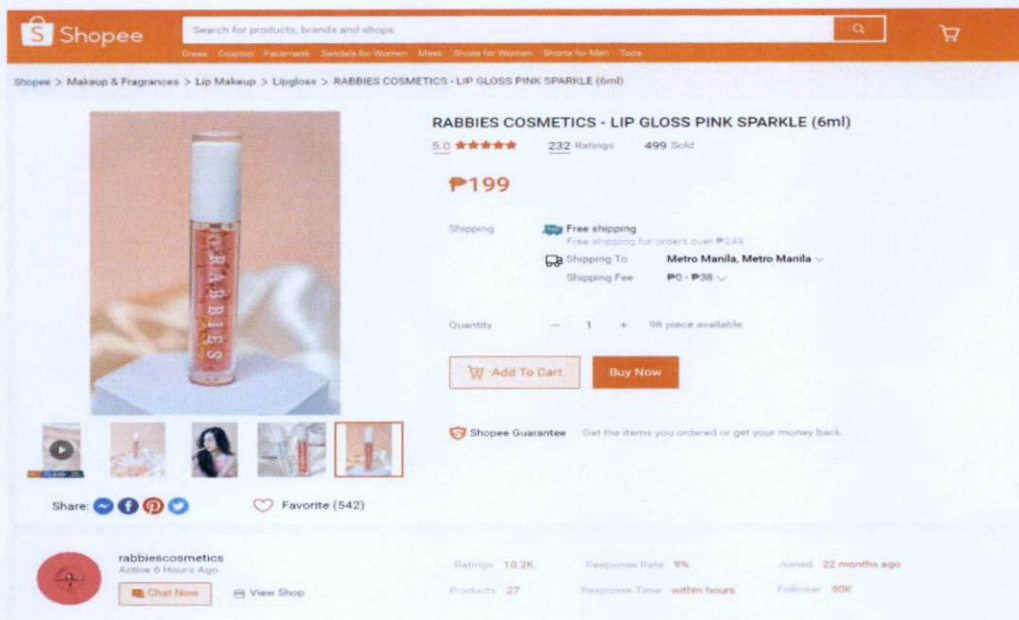 Shopee
Search for products, brands and shops
Dress Croptop Facemask Sandals for Women Mask Shoes for Women Shorts for Men Tops
Shopee > Makeup & Fragrances > Lip Makeup > Lipgloss > RABBIES COSMETICS - LIP GLOSS PINK SPARKLE (6ml)
RABBIES COSMETICS - LIP GLOSS PINK SPARKLE (6ml)
5.0 ★★★★★ 232 Ratings 499 Sold
₱199
Shipping Free shipping
Free shipping for orders over ₱249
Shipping To Metro Manila, Metro Manila
Shipping Fee ₱0 - ₱38
Quantity − 1 + 98 piece available
Add To Cart Buy Now
Shopee Guarantee Get the items you ordered or get your money back.
RABBIES
Share: Favorite (542)
rabbiescosmetics
Active 6 Hours Ago
Chat Now View Shop
Ratings 10.2K Response Rate 9% Joined 22 months ago
Products 27 Response Time within hours Follower 90K